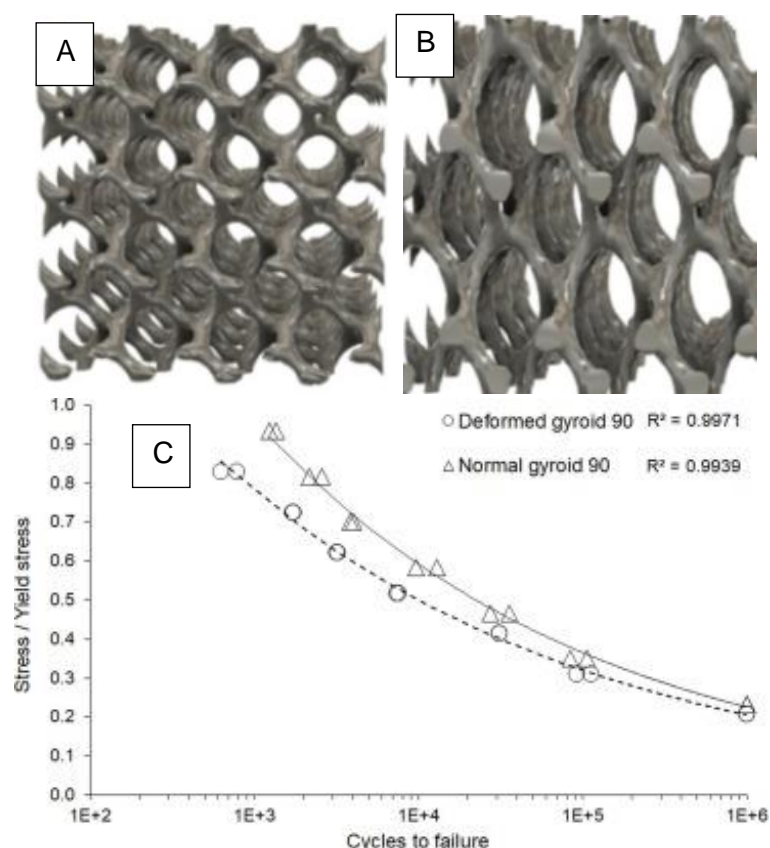 A
B
C
1.0
0.9
0.8
0.7
0.6
0.5
0.4
0.3
0.2
0.1
0.0
Stress / Yield stress
Deformed gyroid 90 R² = 0.9971
Normal gyroid 90 R² = 0.9939
1E+2 1E+3 1E+4 1E+5 1E+6
Cycles to failure